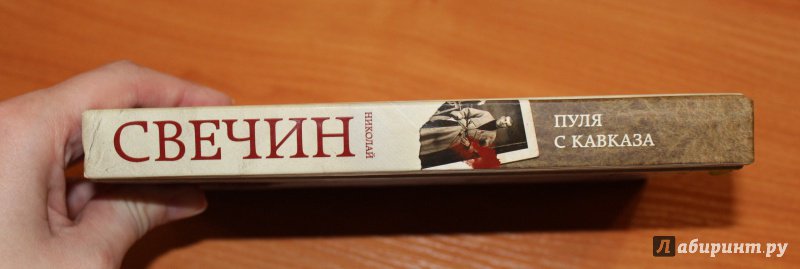 СВЕЧИН
НИКОЛАЙ
ПУЛЯ
С КАВКАЗА
Лабиринт.ру